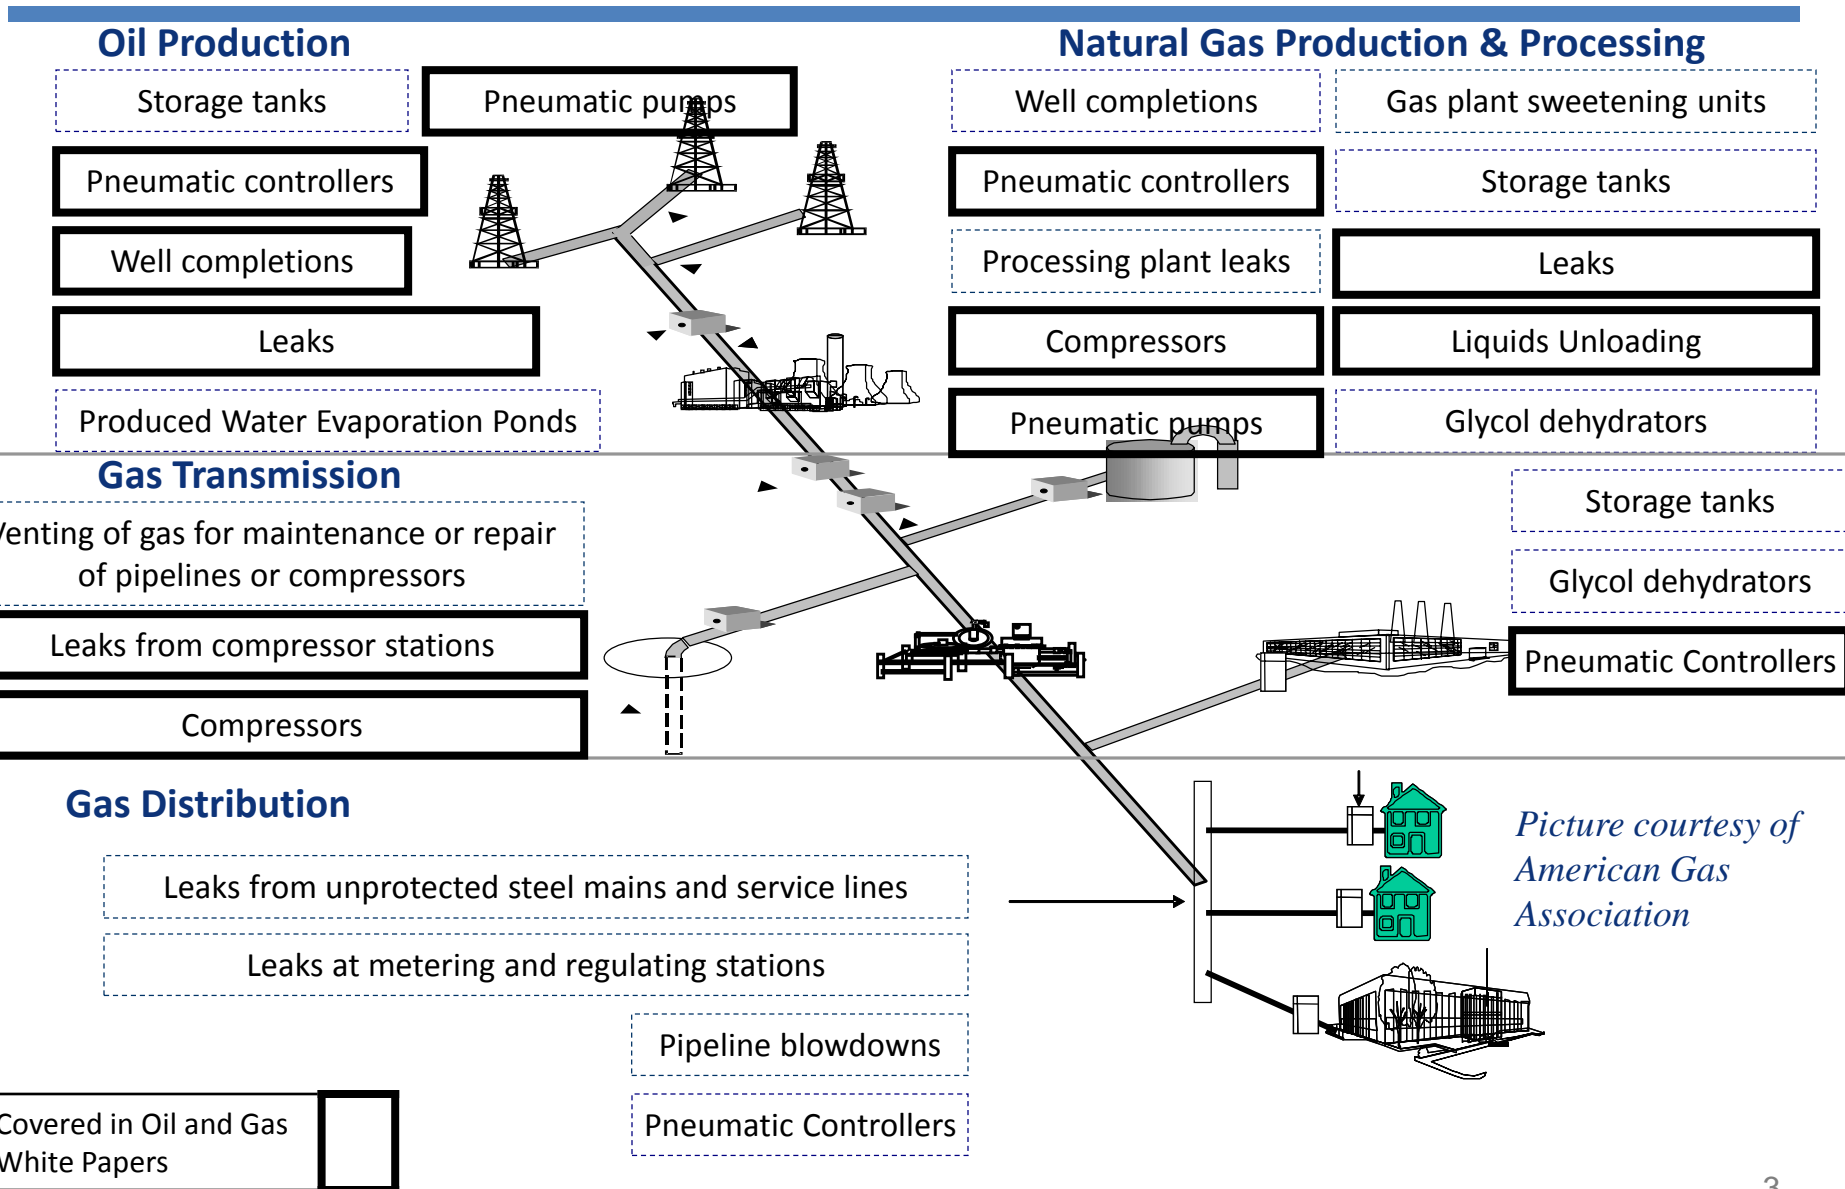 Oil Production
Storage tanks
Pneumatic pumps
Pneumatic controllers
Well completions
Leaks
Produced Water Evaporation Ponds
Natural Gas Production & Processing
Well completions
Gas plant sweetening units
Pneumatic controllers
Storage tanks
Processing plant leaks
Leaks
Compressors
Liquids Unloading
Pneumatic pumps
Glycol dehydrators
Gas Transmission
Venting of gas for maintenance or repair
of pipelines or compressors
Leaks from compressor stations
Compressors
Storage tanks
Glycol dehydrators
Pneumatic Controllers
Gas Distribution
Leaks from unprotected steel mains and service lines
Leaks at metering and regulating stations
Pipeline blowdowns
Pneumatic Controllers
Picture courtesy of
American Gas
Association
Covered in Oil and Gas
White Papers
3